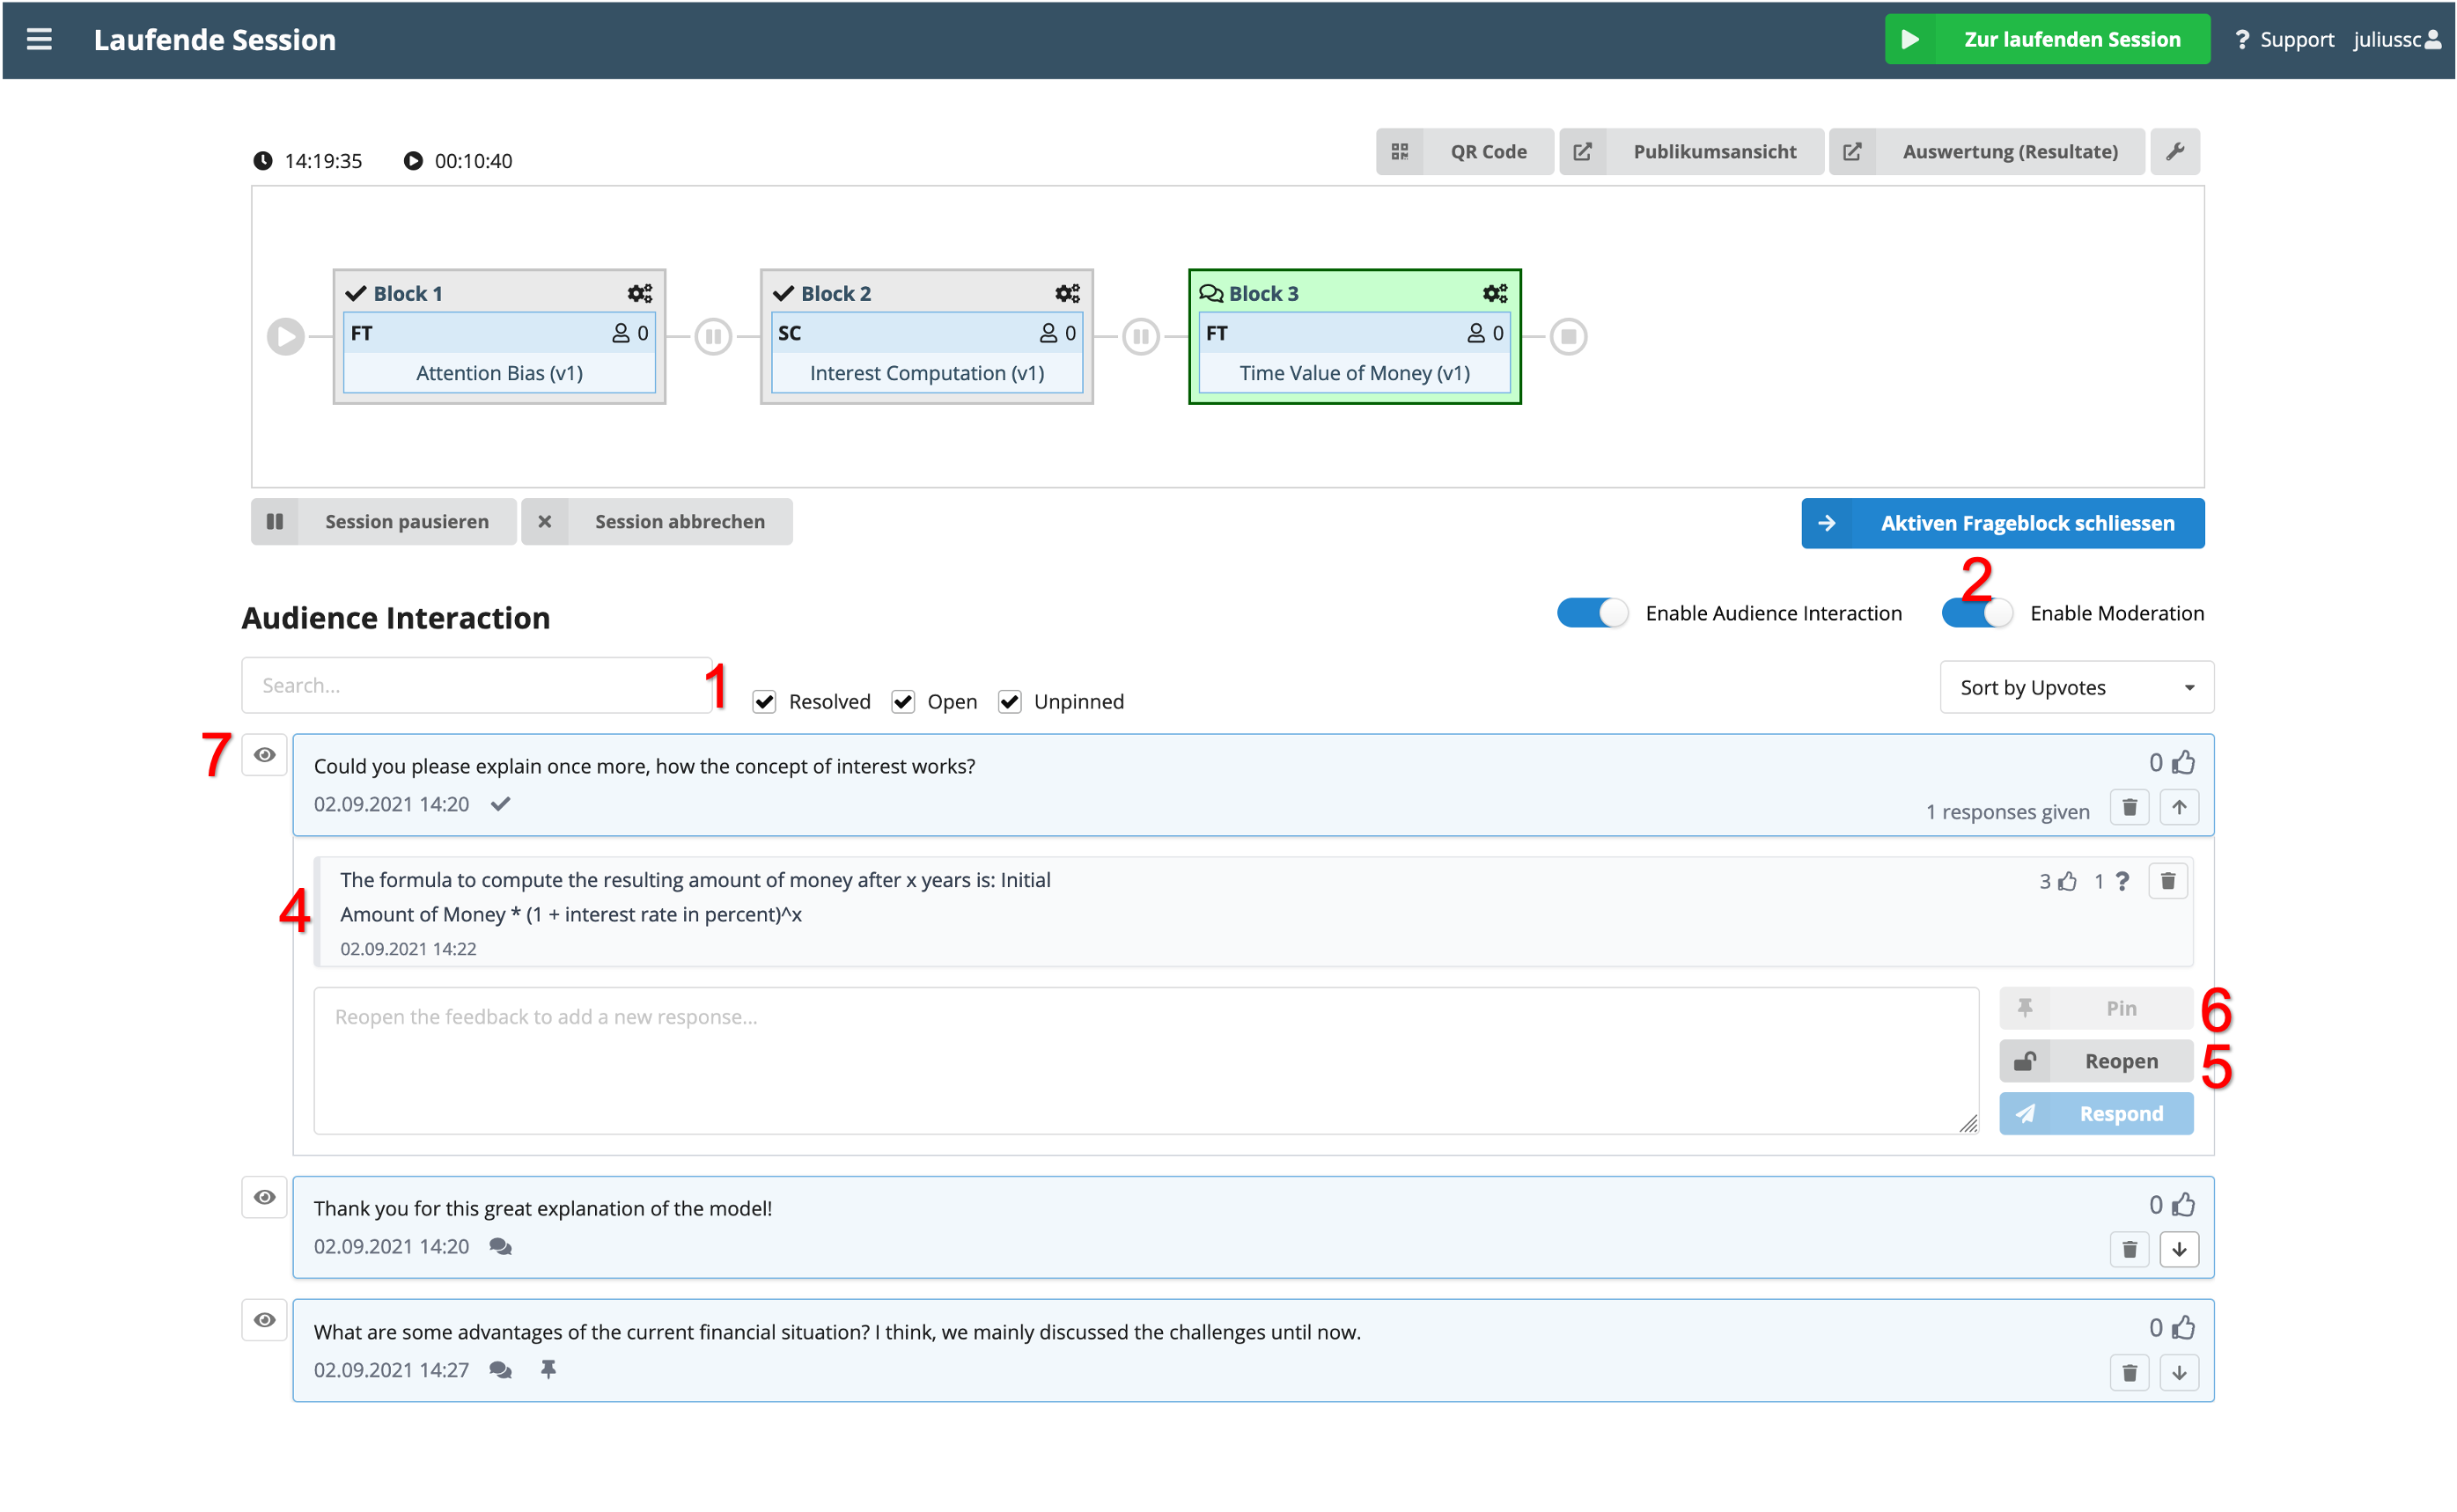 Laufende Session
Zur laufenden Session
? Support
juliussc
14:19:35
00:10:40
QR Code
Publikumsansicht
Auswertung (Resultate)
Block 1
FT
0
Attention Bias (v1)
Block 2
SC
0
Interest Computation (v1)
Block 3
FT
0
Time Value of Money (v1)
Session pausieren
Session abbrechen
Aktiven Frageblock schliessen
2
Audience Interaction
Enable Audience Interaction
Enable Moderation
Search...
1
Resolved
Open
Unpinned
Sort by Upvotes
7
Could you please explain once more, how the concept of interest works?
0
02.09.2021 14:20
1 responses given
4
The formula to compute the resulting amount of money after x years is: Initial
Amount of Money * (1 + interest rate in percent)^x
02.09.2021 14:22
3
1 ?
Reopen the feedback to add a new response...
Pin
6
Reopen
5
Respond
Thank you for this great explanation of the model!
0
02.09.2021 14:20
What are some advantages of the current financial situation? I think, we mainly discussed the challenges until now.
0
02.09.2021 14:27